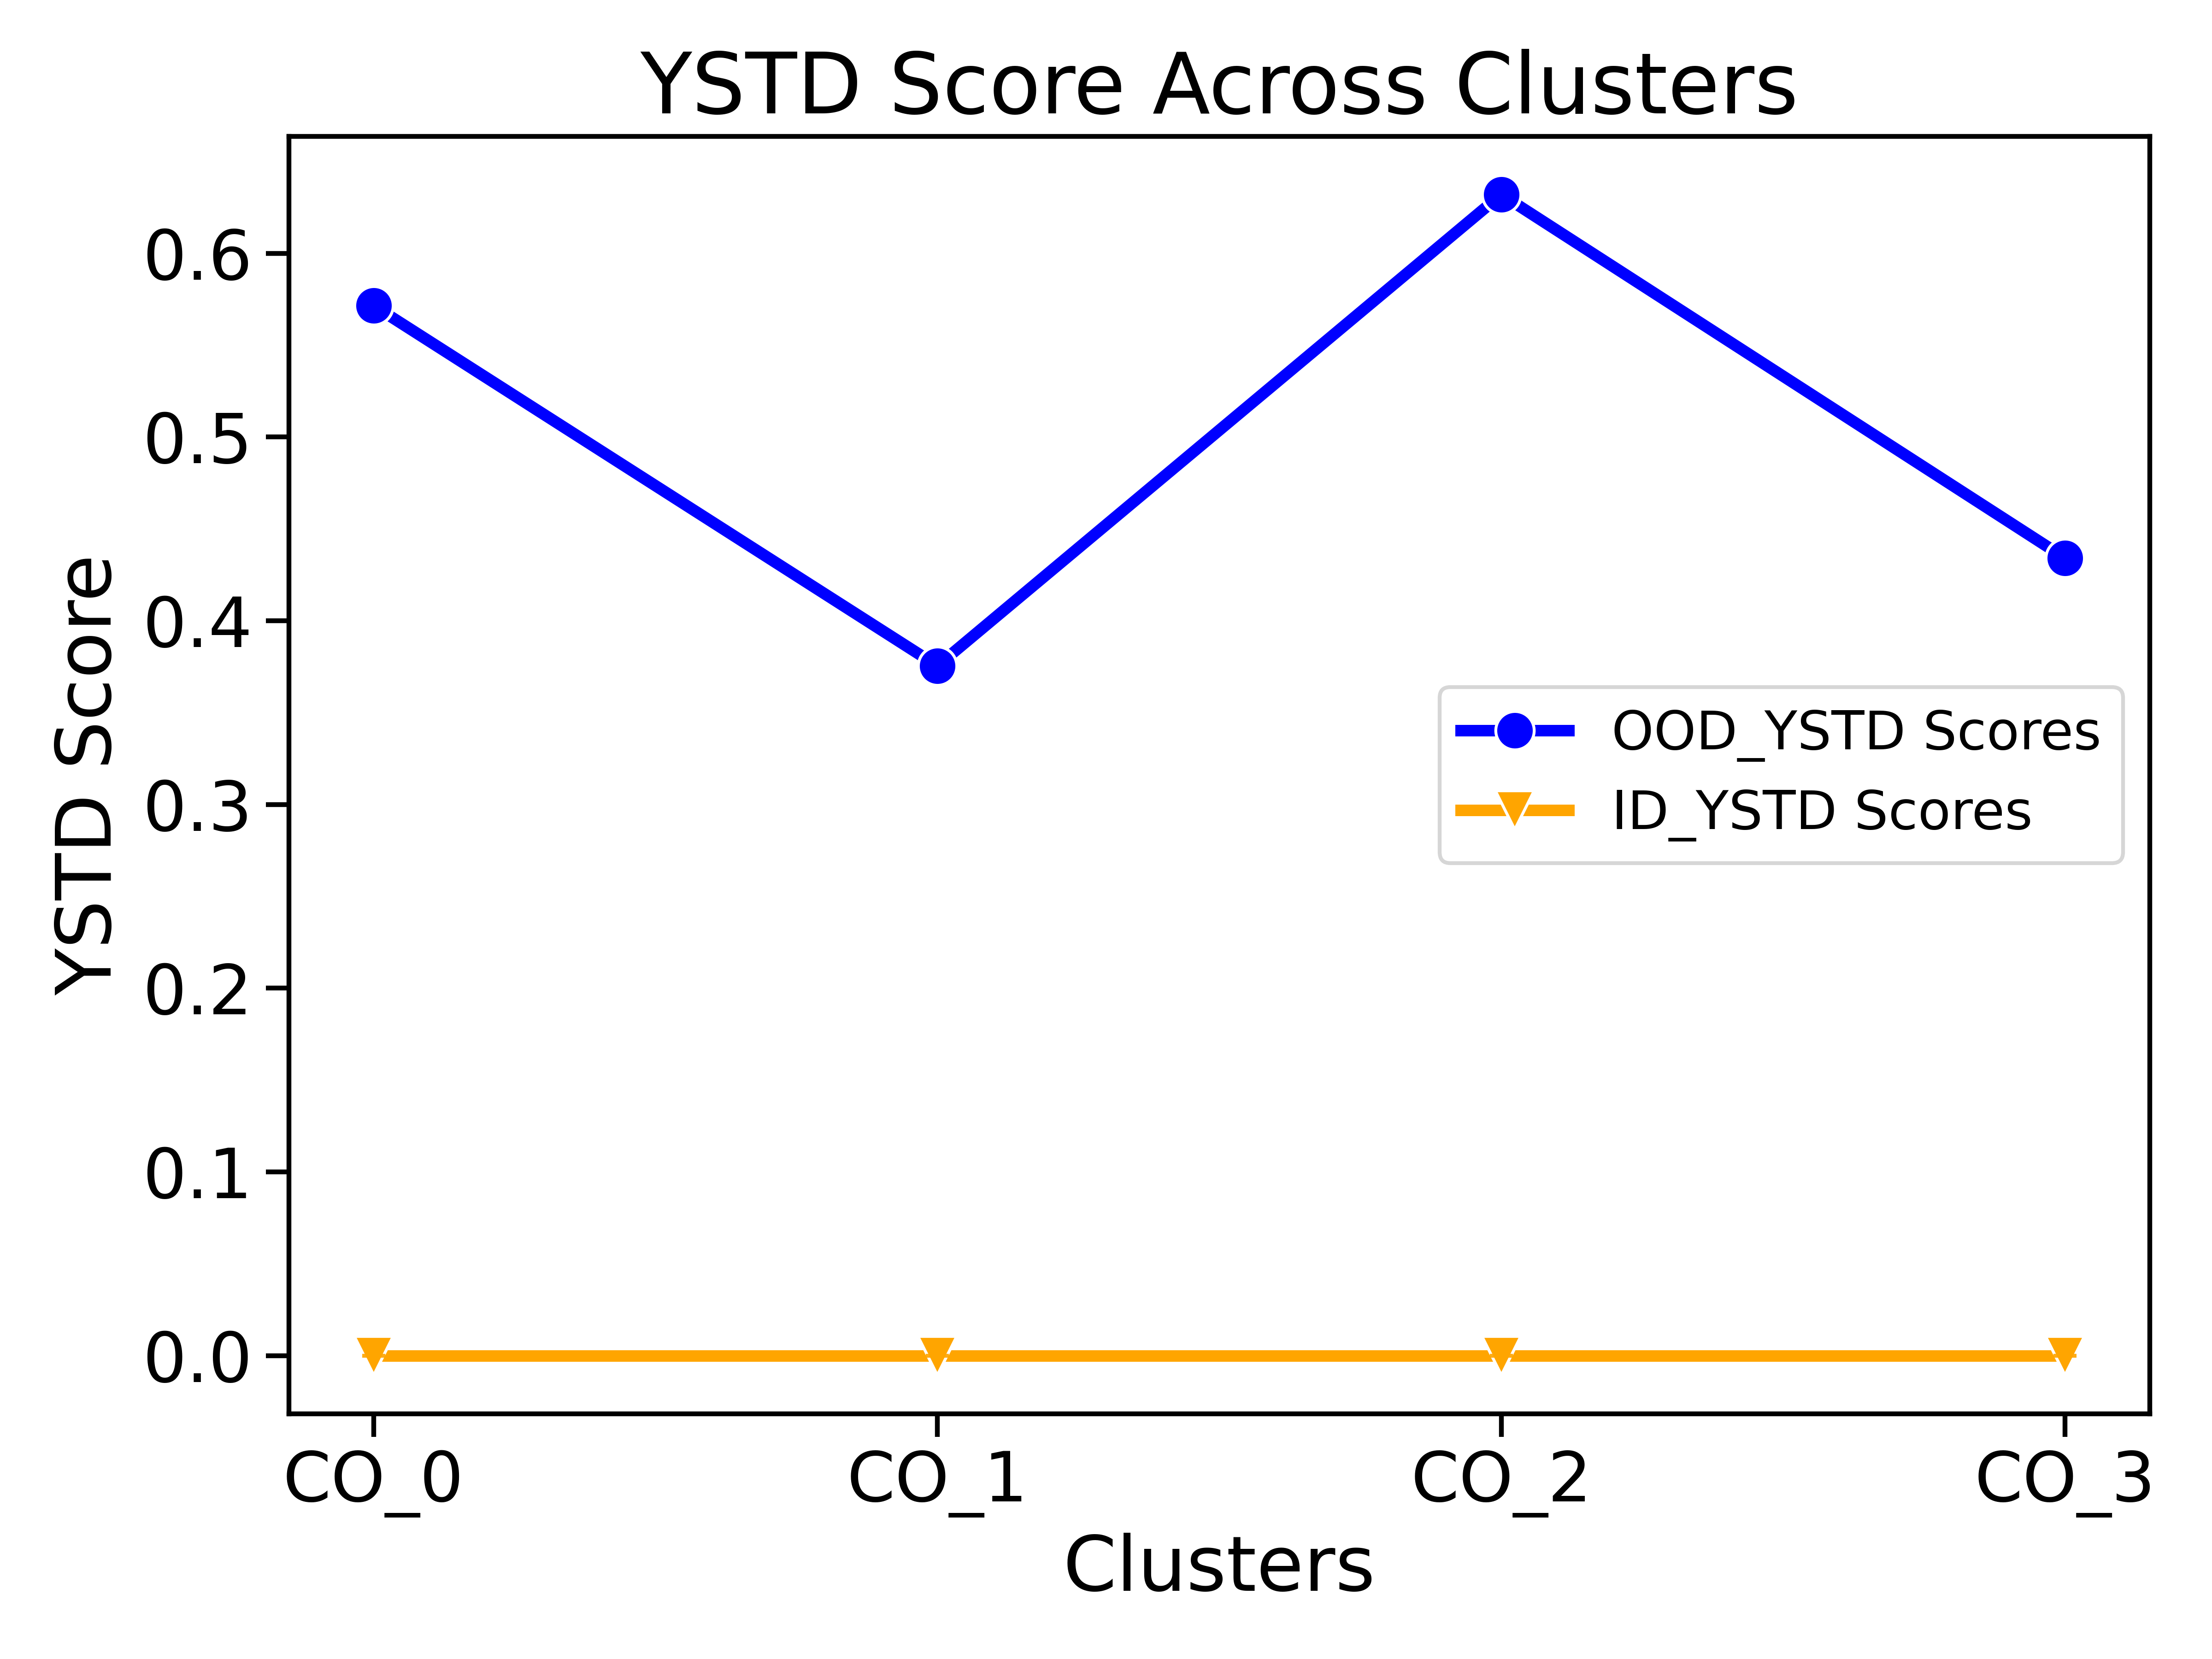 YSTD Score Across Clusters
YSTD Score
0.6
0.5
0.4
0.3
0.2
0.1
0.0
OOD_YSTD Scores
ID_YSTD Scores
CO_0 CO_1 CO_2 CO_3
Clusters